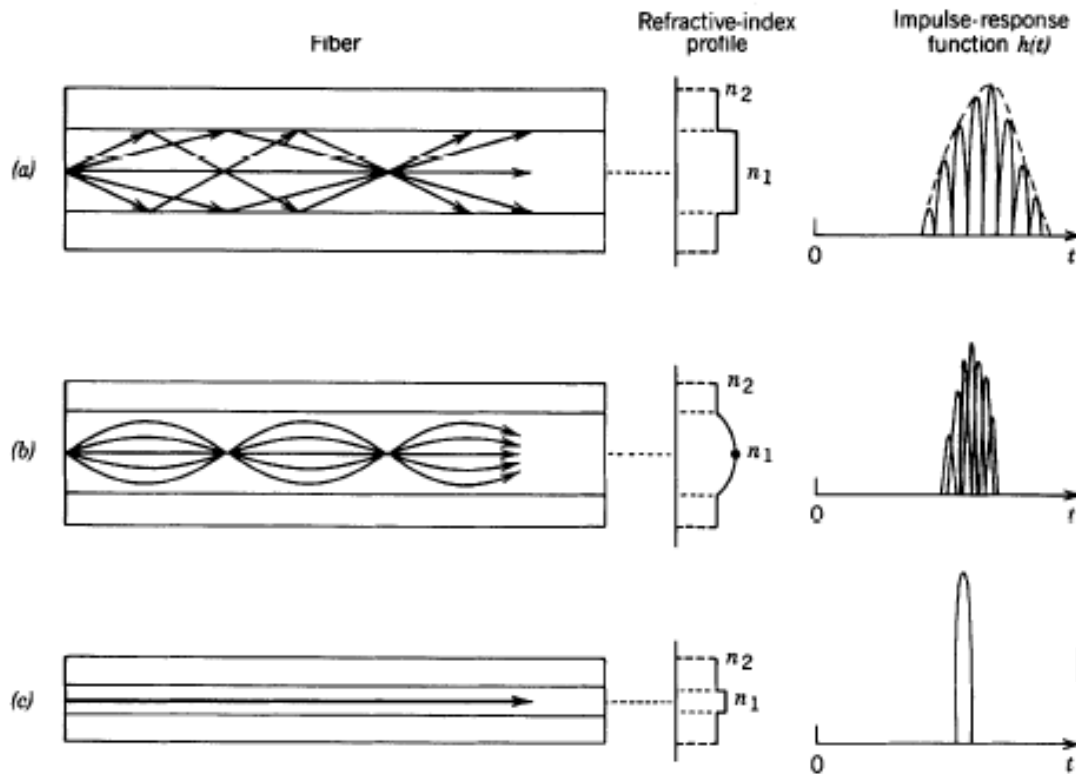 Fiber
Refractive-index
profile
Impulse-response
function h(t)
(a)
n2
n1
0
t
(b)
n2
n1
0
t
(c)
n2
n1
0
t